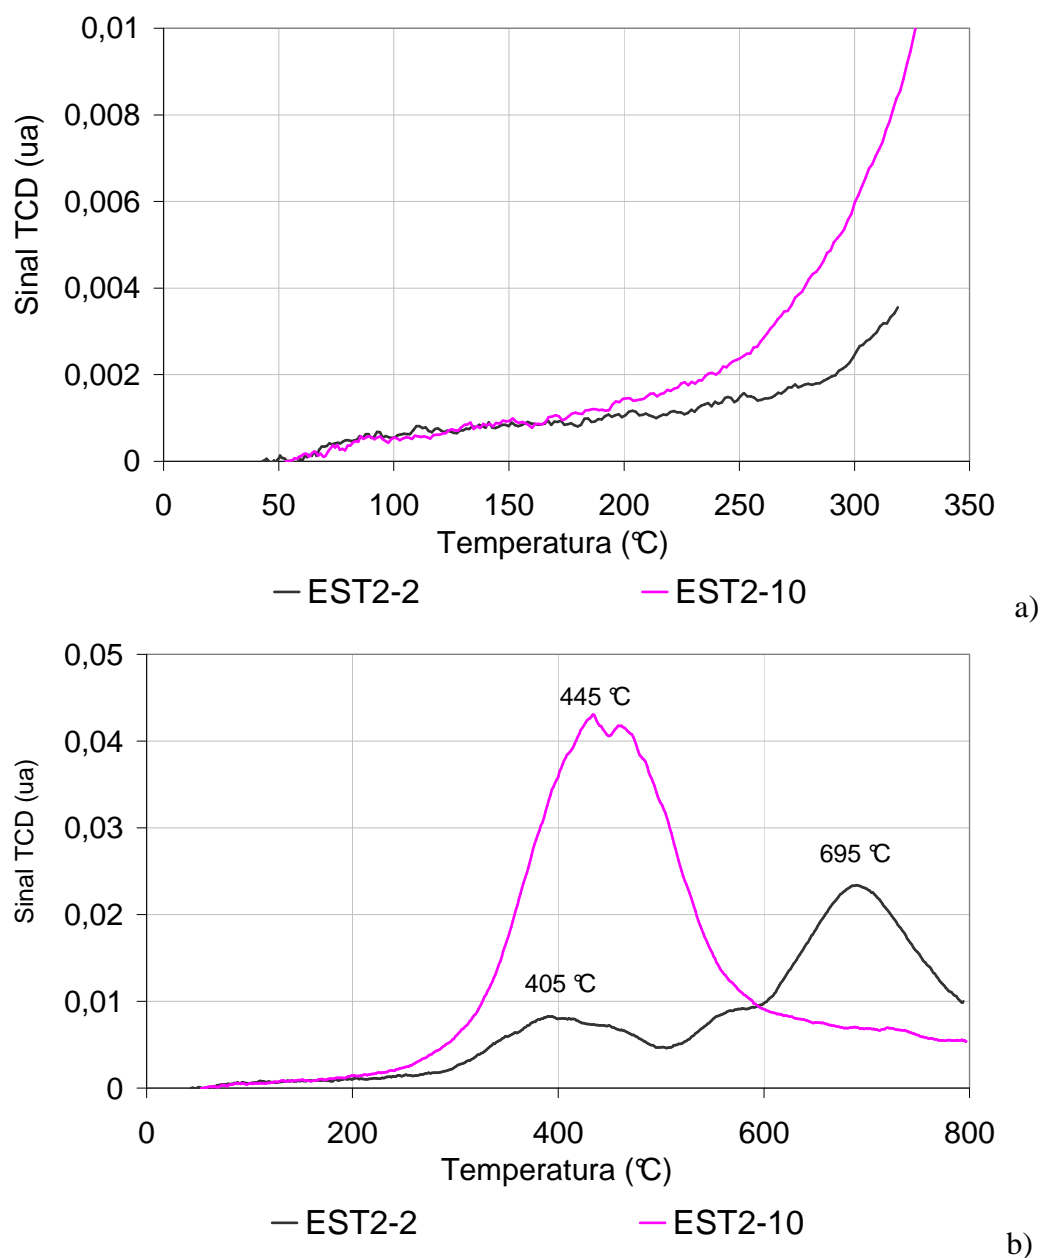 0,01
0,008
0,006
0,004
0,002
0
Sinal TCD (ua)
0 50 100 150 200 250 300 350
Temperatura (°C)
EST2-2 EST2-10
a)
0,05
0,04
0,03
0,02
0,01
0
Sinal TCD (ua)
445 °C
695 °C
405 °C
0 200 400 600 800
Temperatura (°C)
EST2-2 EST2-10
b)